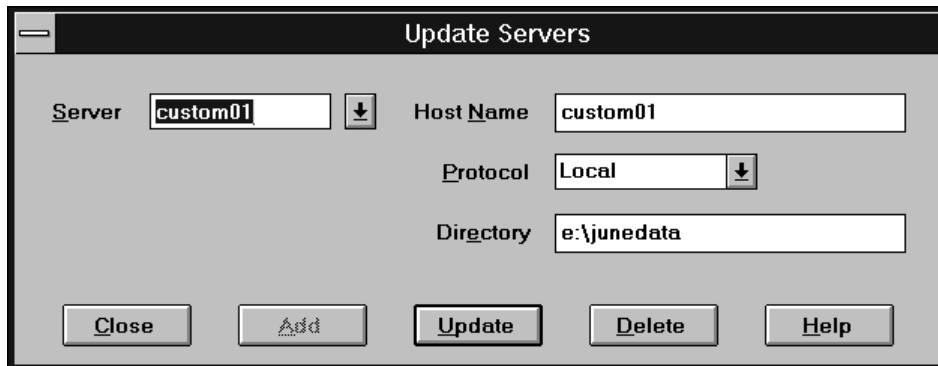 Update Servers
Server custom01 Host Name custom01
Protocol Local
Directory e:\junedata
Close Add Update Delete Help